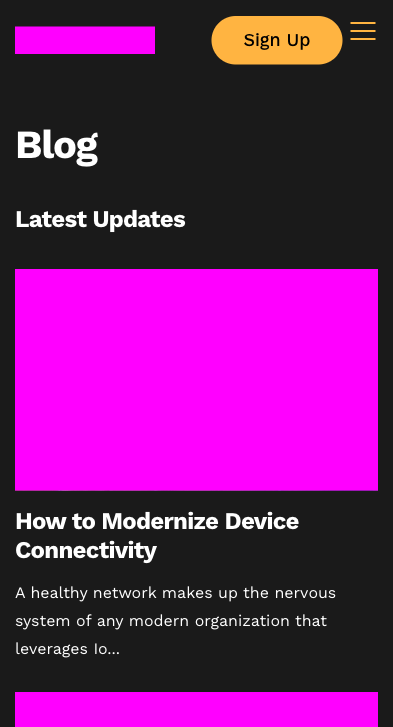 Sign Up
Blog
Latest Updates
How to Modernize Device
Connectivity
A healthy network makes up the nervous
system of any modern organization that
leverages Io...